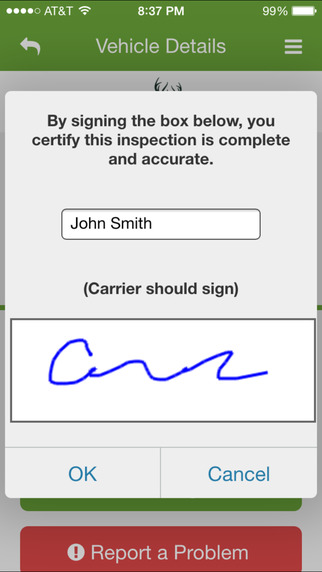 AT&T 8:37 PM 99%
Vehicle Details
By signing the box below, you
certify this inspection is complete
and accurate.
John Smith
(Carrier should sign)
OK Cancel
Report a Problem